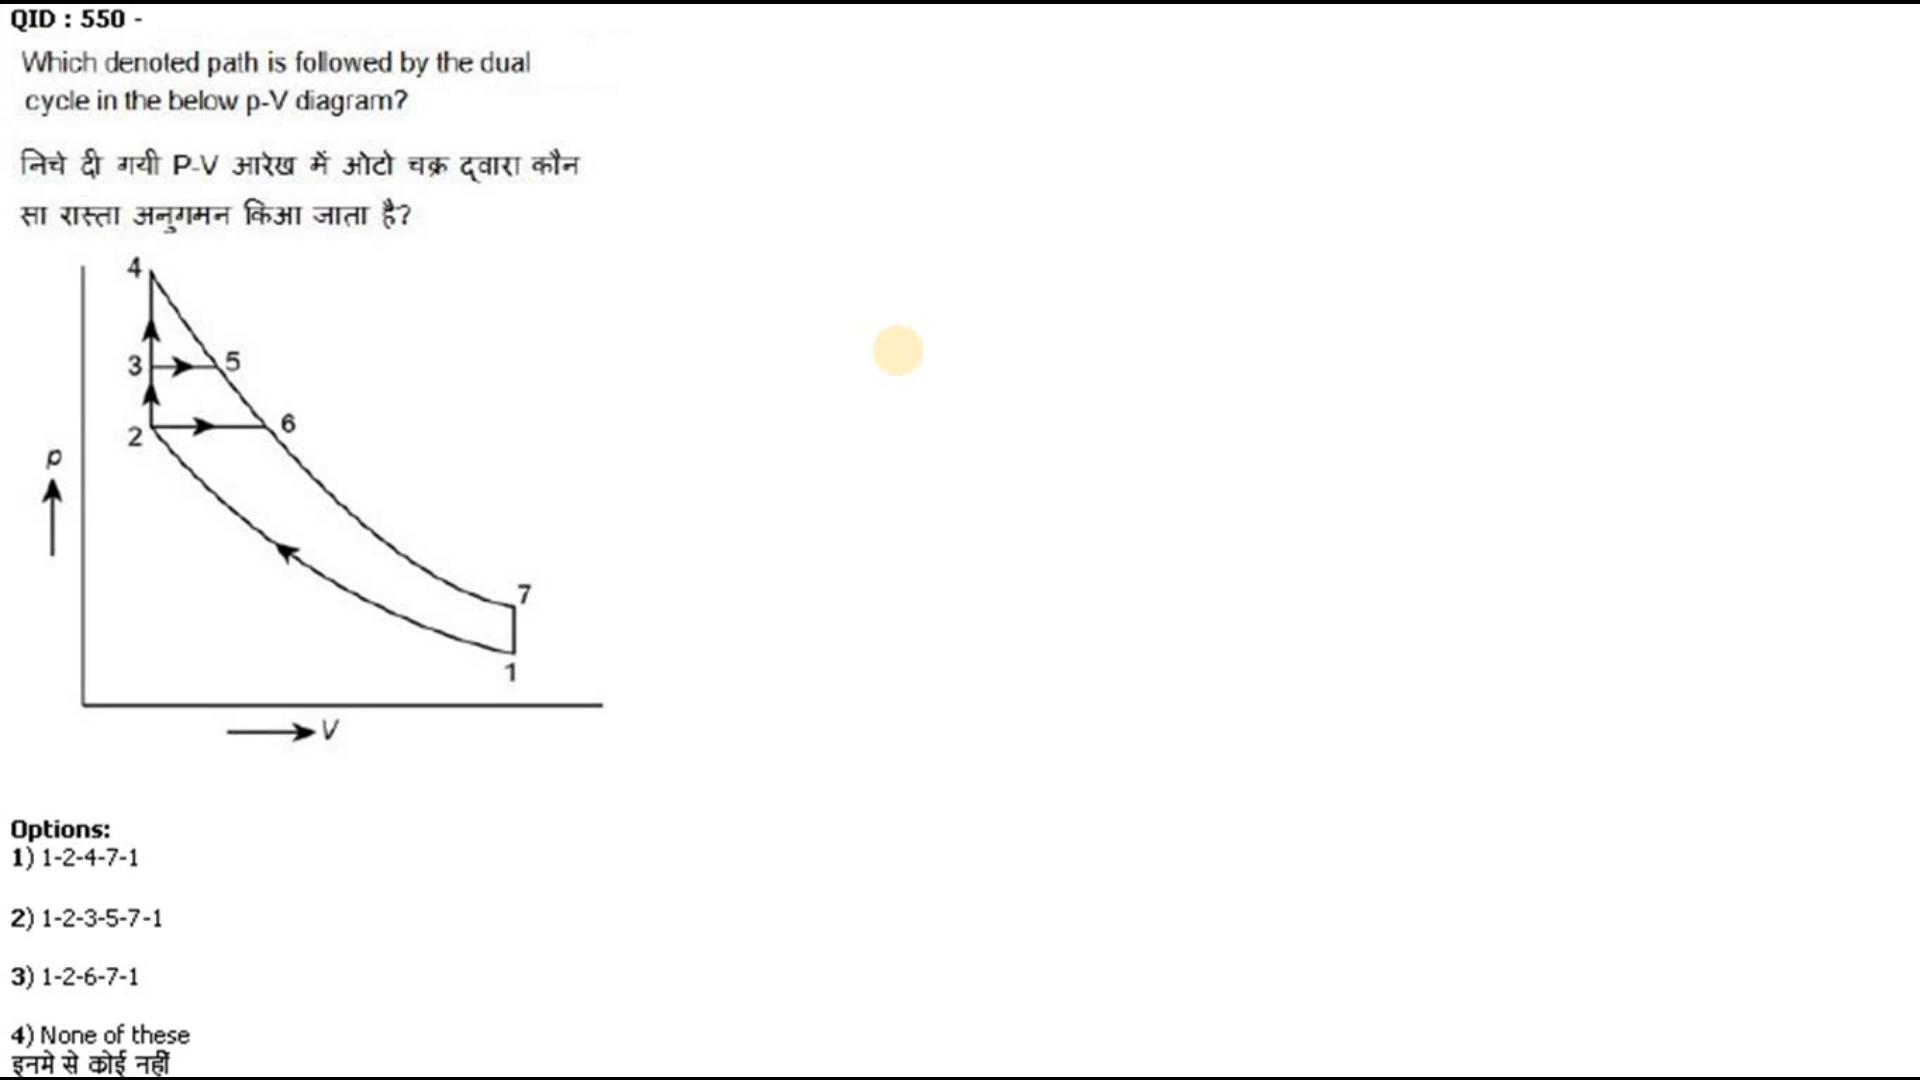 QID : 550 -
Which denoted path is followed by the dual
cycle in the below p-V diagram?
निचे दी गयी P-V आरेख में ओटो चक्र द्वारा कौन
सा रास्ता अनुगमन किआ जाता है?
4
3
5
2
6
p
7
1
V
Options:
1) 1-2-4-7-1
2) 1-2-3-5-7-1
3) 1-2-6-7-1
4) None of these
इनमे से कोई नहीं